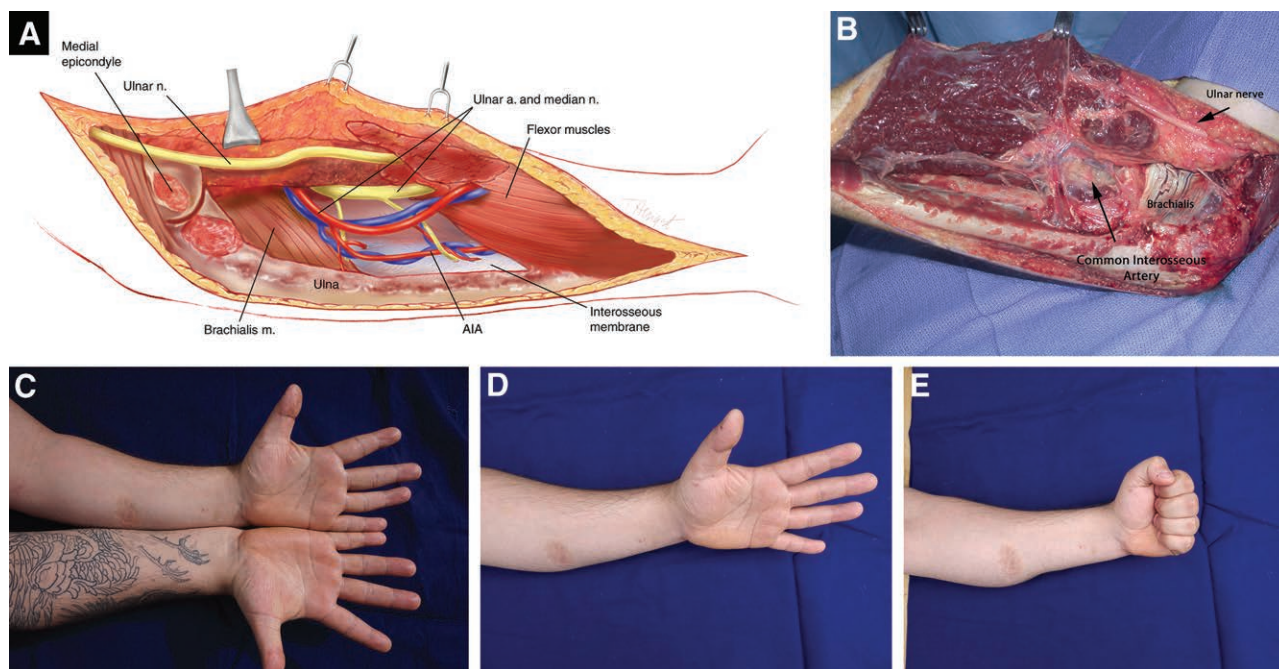 A
Medial
epicondyle
Ulnar n.
Ulnar a. and median n.
Flexor muscles
Ulna
Brachialis m.
AIA
Interosseous
membrane
B
Ulnar nerve
Brachialis
Common Interosseous
Artery
C
D
E